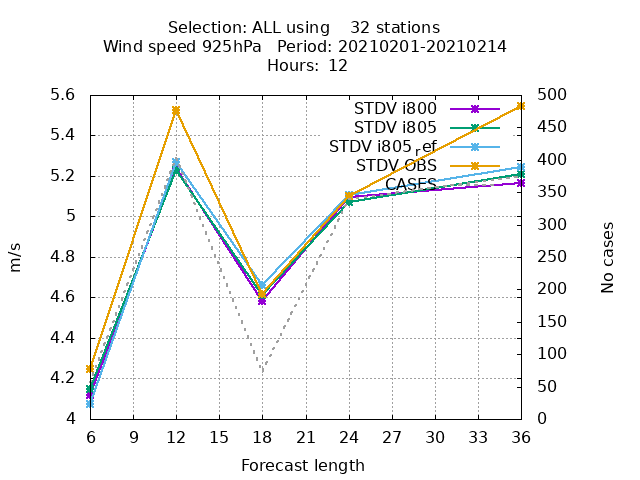 Selection: ALL using    32 stations
Wind speed 925hPa   Period: 20210201-20210214
Hours:  12
STDV i800
STDV i805
STDV i805ref
STDV OBS
CASES
m/s
5.6
5.4
5.2
5
4.8
4.6
4.4
4.2
4
500
450
400
350
300
250
200
150
100
50
0
No cases
6 9 12 15 18 21 24 27 30 33 36
Forecast length